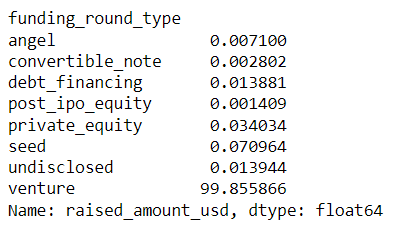 funding_round_type
angel 0.007100
convertible_note 0.002802
debt_financing 0.013881
post_ipo_equity 0.001409
private_equity 0.034034
seed 0.070964
undisclosed 0.013944
venture 99.855866
Name: raised_amount_usd, dtype: float64